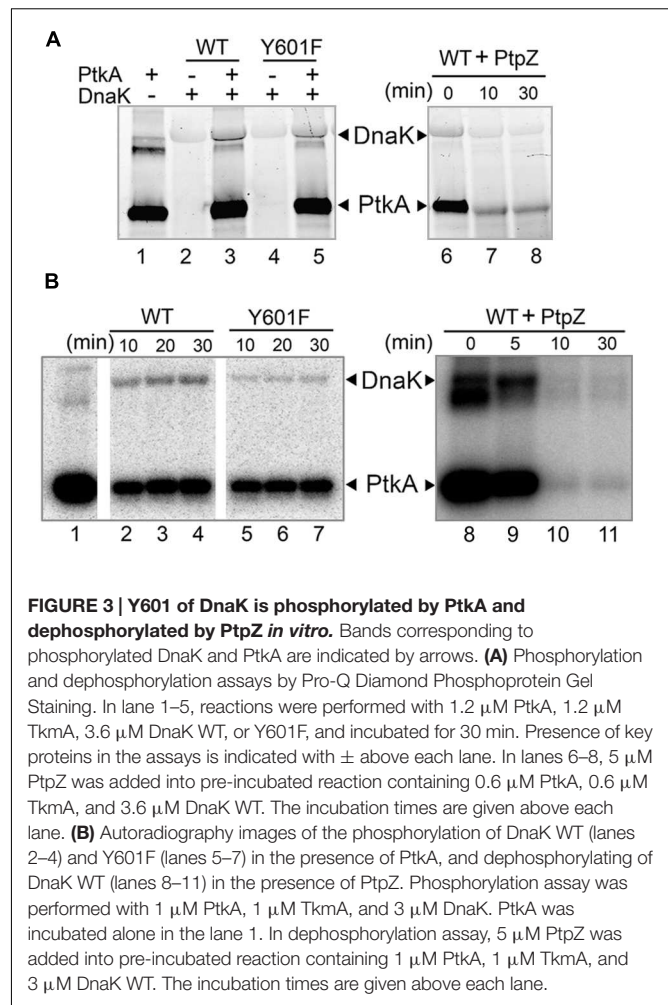 A
WT Y601F WT + PtpZ
PtkA + - + - + (min) 0 10 30
DnaK - + + + +
DnaK
PtkA
1 2 3 4 5 6 7 8
B
WT Y601F WT + PtpZ
(min) 10 20 30 10 20 30 (min) 0 5 10 30
DnaK
PtkA
1 2 3 4 5 6 7 8 9 10 11
FIGURE 3 | Y601 of DnaK is phosphorylated by PtkA and
dephosphorylated by PtpZ in vitro. Bands corresponding to
phosphorylated DnaK and PtkA are indicated by arrows. (A) Phosphorylation
and dephosphorylation assays by Pro-Q Diamond Phosphoprotein Gel
Staining. In lane 1–5, reactions were performed with 1.2 μM PtkA, 1.2 μM
TkmA, 3.6 μM DnaK WT, or Y601F, and incubated for 30 min. Presence of key
proteins in the assays is indicated with ± above each lane. In lanes 6–8, 5 μM
PtpZ was added into pre-incubated reaction containing 0.6 μM PtkA, 0.6 μM
TkmA, and 3.6 μM DnaK WT. The incubation times are given above each
lane. (B) Autoradiography images of the phosphorylation of DnaK WT (lanes
2–4) and Y601F (lanes 5–7) in the presence of PtkA, and dephosphorylating of
DnaK WT (lanes 8–11) in the presence of PtpZ. Phosphorylation assay was
performed with 1 μM PtkA, 1 μM TkmA, and 3 μM DnaK. PtkA was
incubated alone in the lane 1. In dephosphorylation assay, 5 μM PtpZ was
added into pre-incubated reaction containing 1 μM PtkA, 1 μM TkmA, and
3 μM DnaK WT. The incubation times are given above each lane.